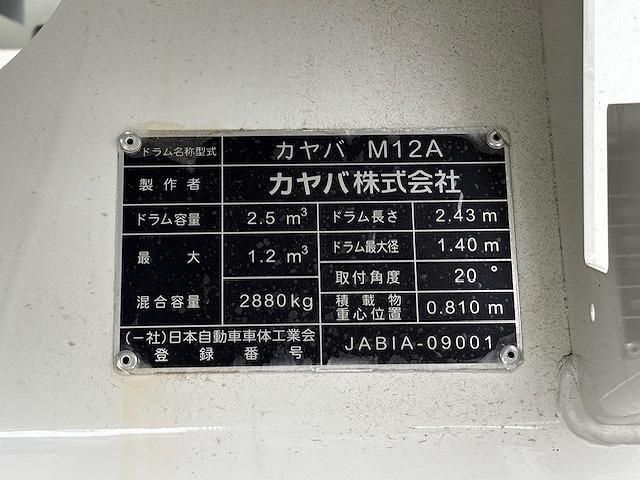 ドラム名称型式 カヤバ M12A
製作者 カヤバ株式会社
ドラム容量 2.5 m³ ドラム長さ 2.43 m
最大 1.2 m³ ドラム最大径 1.40 m
取付角度 20°
混合容量 2880kg 積載物重心位置 0.810 m
(一社)日本自動車車体工業会
登録番号 JABIA-09001